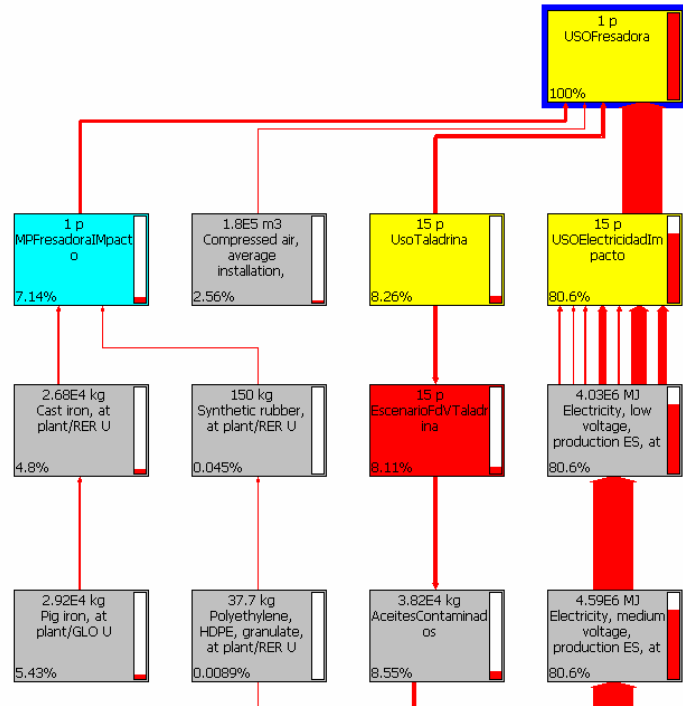 1 p
USOFresadora
100%
1 p
MPFresadoraIMpact
o
7.14%
1.8E5 m3
Compressed air,
average
installation,
2.56%
15 p
UsoTaladrina
8.26%
15 p
USOElectricidadIm
pacto
80.6%
2.68E4 kg
Cast iron, at
plant/RER U
4.8%
150 kg
Synthetic rubber,
at plant/RER U
0.045%
15 p
EscenarioFdVTaladr
ina
8.11%
4.03E6 MJ
Electricity, low
voltage,
production ES, at
80.6%
2.92E4 kg
Pig iron, at
plant/GLO U
5.43%
37.7 kg
Polyethylene,
HDPE, granulate,
at plant/RER U
0.0089%
3.82E4 kg
AceitesContaminad
os
8.55%
4.59E6 MJ
Electricity, medium
voltage,
production ES, at
80.6%